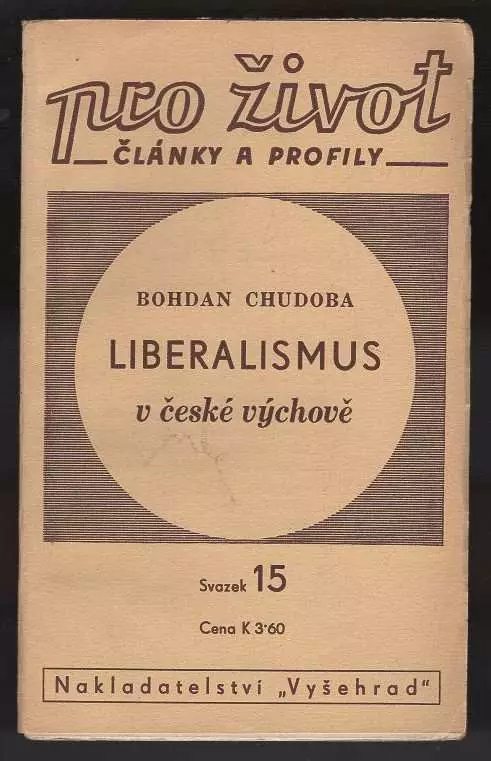 pro život
ČLÁNKY A PROFILY
BOHDAN CHUDOBA
LIBERALISMUS
v české výchově
Svazek 15
Cena K 3·60
Nakladatelství „Vyšehrad"